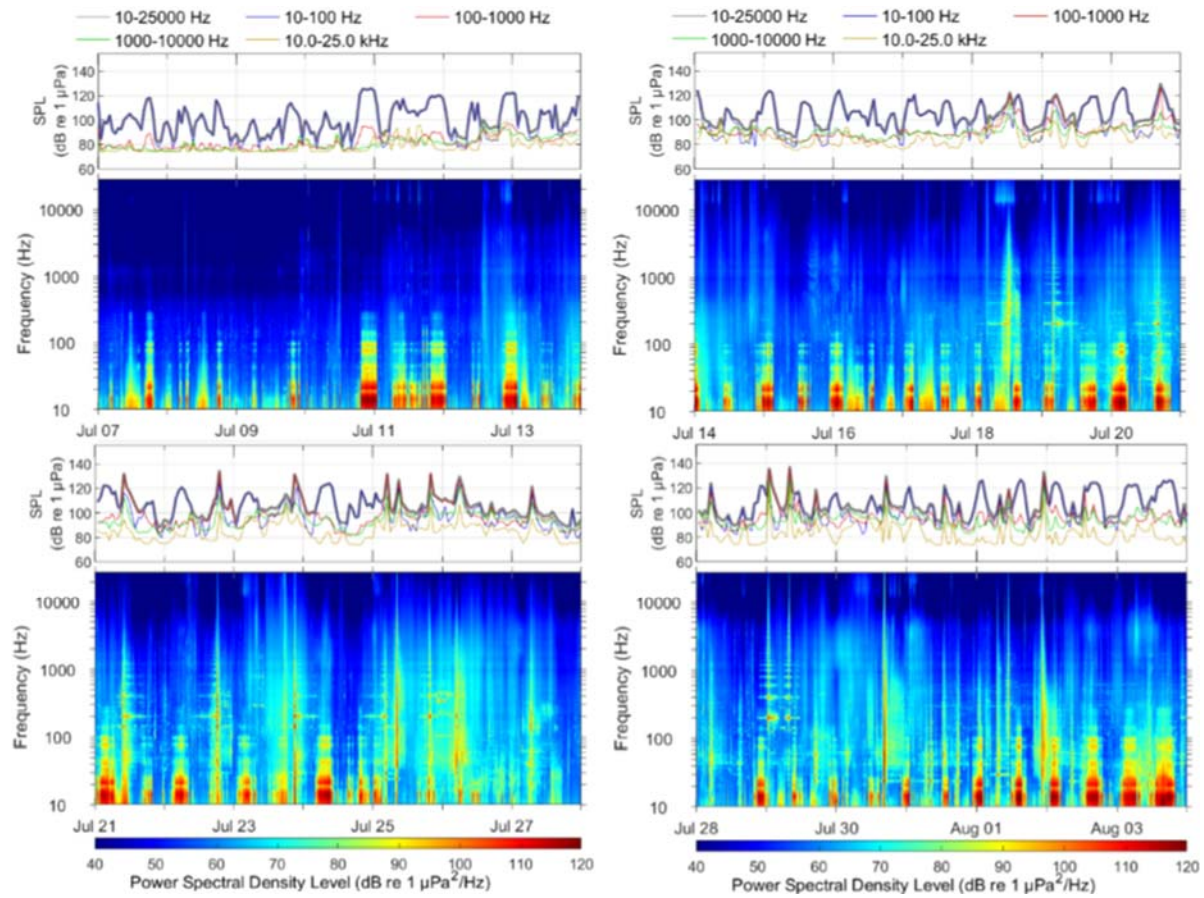 10-25000 Hz 10-100 Hz 100-1000 Hz
1000-10000 Hz 10.0-25.0 kHz
SPL
(dB re 1 µPa)
140
120
100
80
60
Frequency (Hz)
10000
1000
100
10
Jul 07 Jul 09 Jul 11 Jul 13
10-25000 Hz 10-100 Hz 100-1000 Hz
1000-10000 Hz 10.0-25.0 kHz
SPL
(dB re 1 µPa)
140
120
100
80
60
Frequency (Hz)
10000
1000
100
10
Jul 14 Jul 16 Jul 18 Jul 20
SPL
(dB re 1 µPa)
140
120
100
80
60
Frequency (Hz)
10000
1000
100
10
Jul 21 Jul 23 Jul 25 Jul 27
40 50 60 70 80 90 100 110 120
Power Spectral Density Level (dB re 1 µPa²/Hz)
SPL
(dB re 1 µPa)
140
120
100
80
60
Frequency (Hz)
10000
1000
100
10
Jul 28 Jul 30 Aug 01 Aug 03
40 50 60 70 80 90 100 110 120
Power Spectral Density Level (dB re 1 µPa²/Hz)